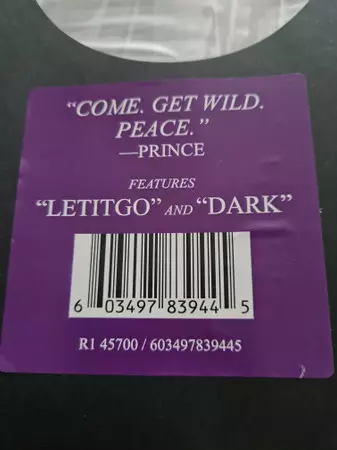 “COME. GET WILD.
PEACE.”
—PRINCE
FEATURES
“LETITGO” AND “DARK”
6 03497 83944 5
R1 45700 / 603497839445